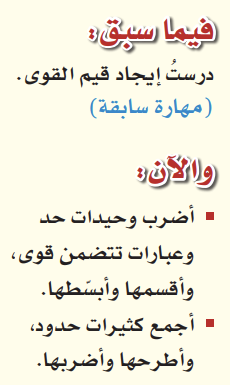 فيما سبق:
درستُ إيجاد قيم القوى.
(مهارة سابقة)
والآن:
▪ أضرب وحيدات حد
وعبارات تتضمن قوى،
وأقسمها وأبسّطها.
▪ أجمع كثيرات حدود،
وأطرحها وأضربها.